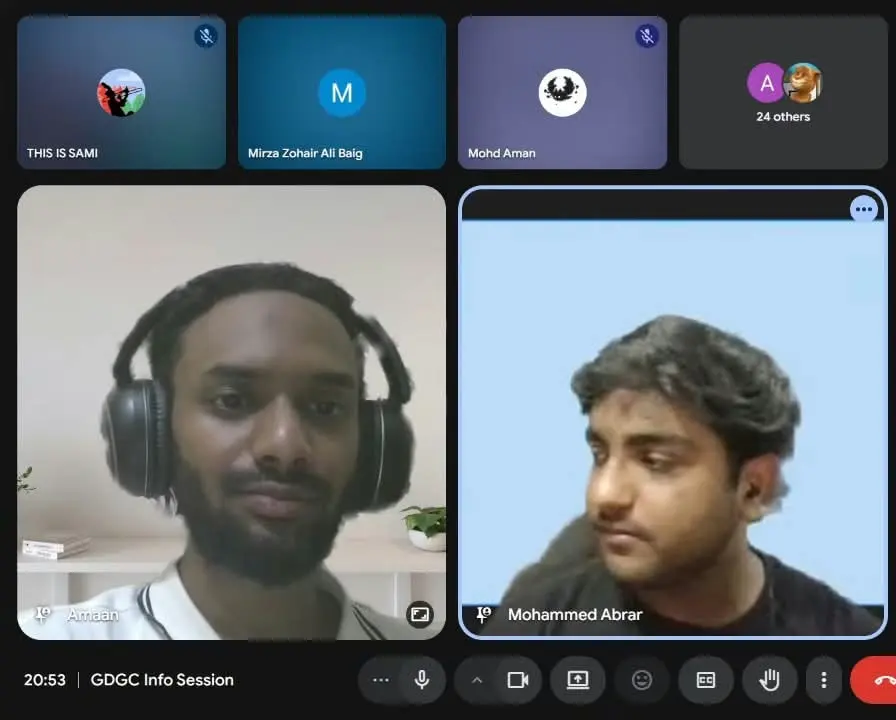 THIS IS SAMI
M
Mirza Zohair Ali Baig
Mohd Aman
A
24 others
Amaan
Mohammed Abrar
20:53 | GDGC Info Session
CC